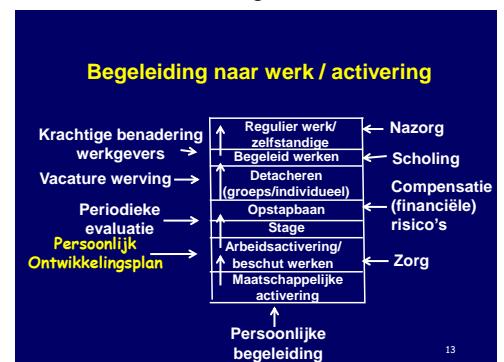 Begeleiding naar werk / activering
Krachtige benadering
werkgevers
Vacature werving
Periodieke
evaluatie
Persoonlijk
Ontwikkelingsplan
Regulier werk/
zelfstandige
Begeleid werken
Detacheren
(groeps/individueel)
Opstapbaan
Stage
Arbeidsactivering/
beschut werken
Maatschappelijke
activering
Nazorg
Scholing
Compensatie
(financiële)
risico's
Zorg
Persoonlijke
begeleiding
13